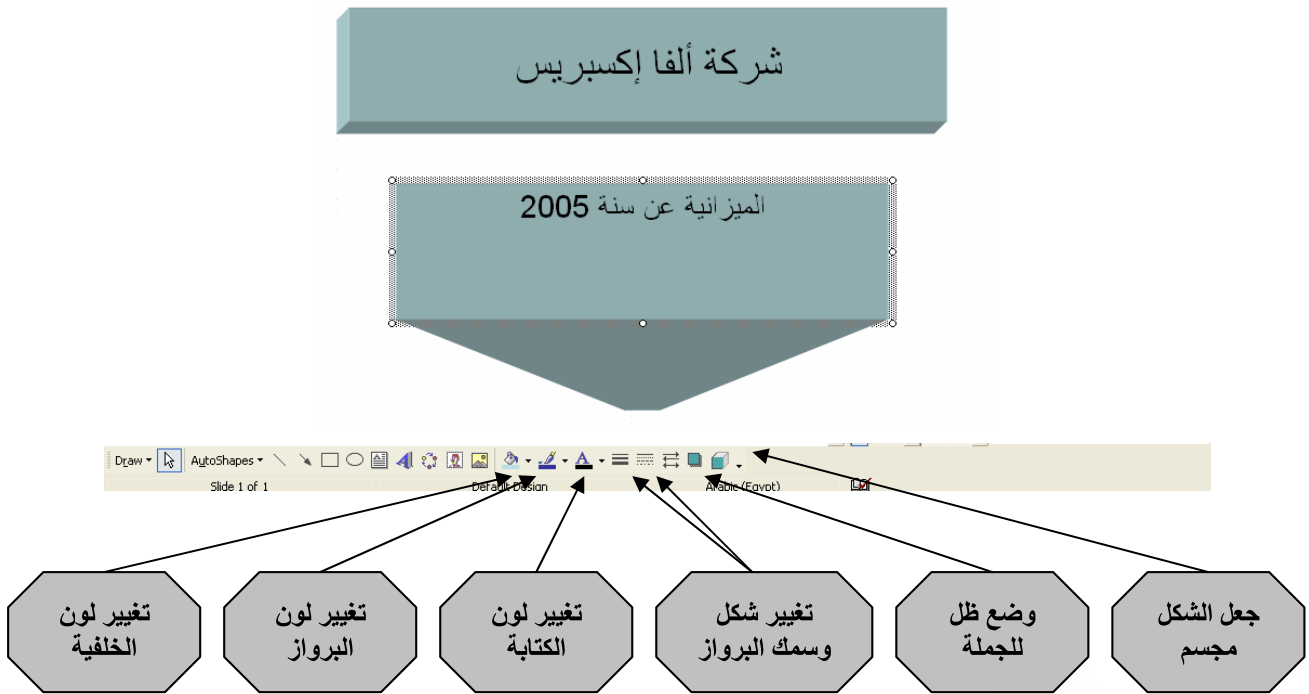 شركة ألفا إكسبريس
الميزانية عن سنة 2005
Draw AutoShapes
Slide 1 of 1 Default Design Arabic (Egypt)
تغيير لون
الخلفية
تغيير لون
البرواز
تغيير لون
الكتابة
تغيير شكل
وسمك البرواز
وضع ظل
للجملة
جعل الشكل
مجسم